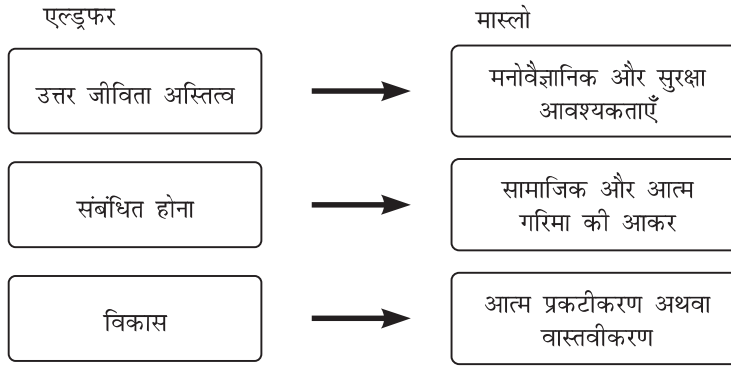 एल्ड्रफर
मास्लो
उत्तर जीविता अस्तित्व
मनोवैज्ञानिक और सुरक्षा
आवश्यकताएँ
संबंधित होना
सामाजिक और आत्म
गरिमा की आकर
विकास
आत्म प्रकटीकरण अथवा
वास्तवीकरण